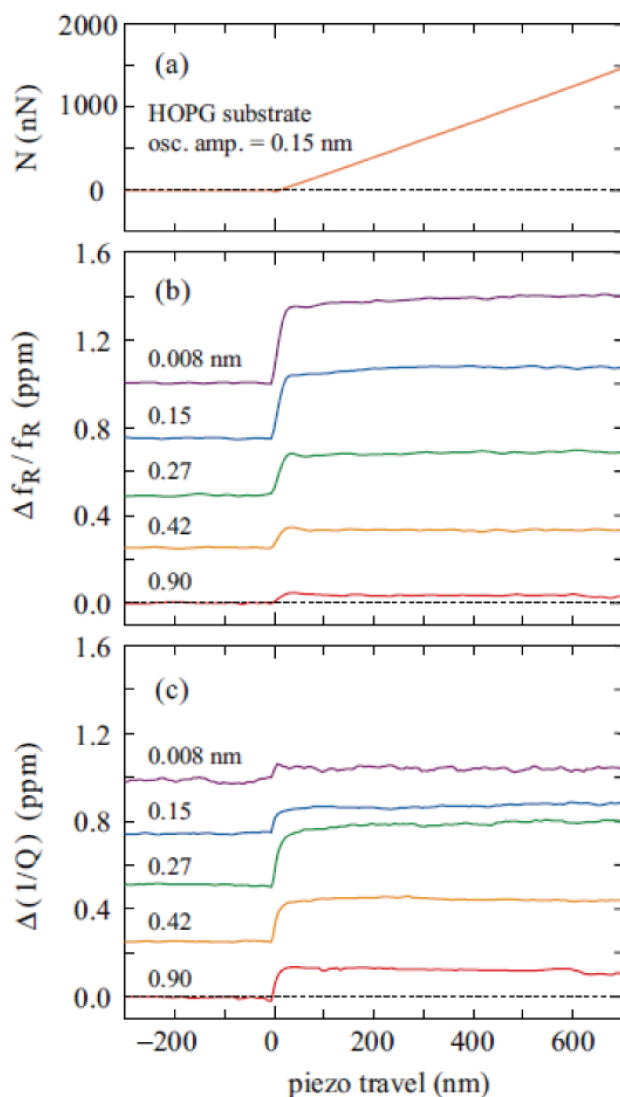 2000
1000
0
N (nN)
(a)
HOPG substrate
osc. amp. = 0.15 nm
1.6
1.2
0.8
0.4
0.0
Δf_R / f_R (ppm)
(b)
0.008 nm
0.15
0.27
0.42
0.90
1.6
1.2
0.8
0.4
0.0
Δ(1/Q) (ppm)
(c)
0.008 nm
0.15
0.27
0.42
0.90
−200 0 200 400 600
piezo travel (nm)